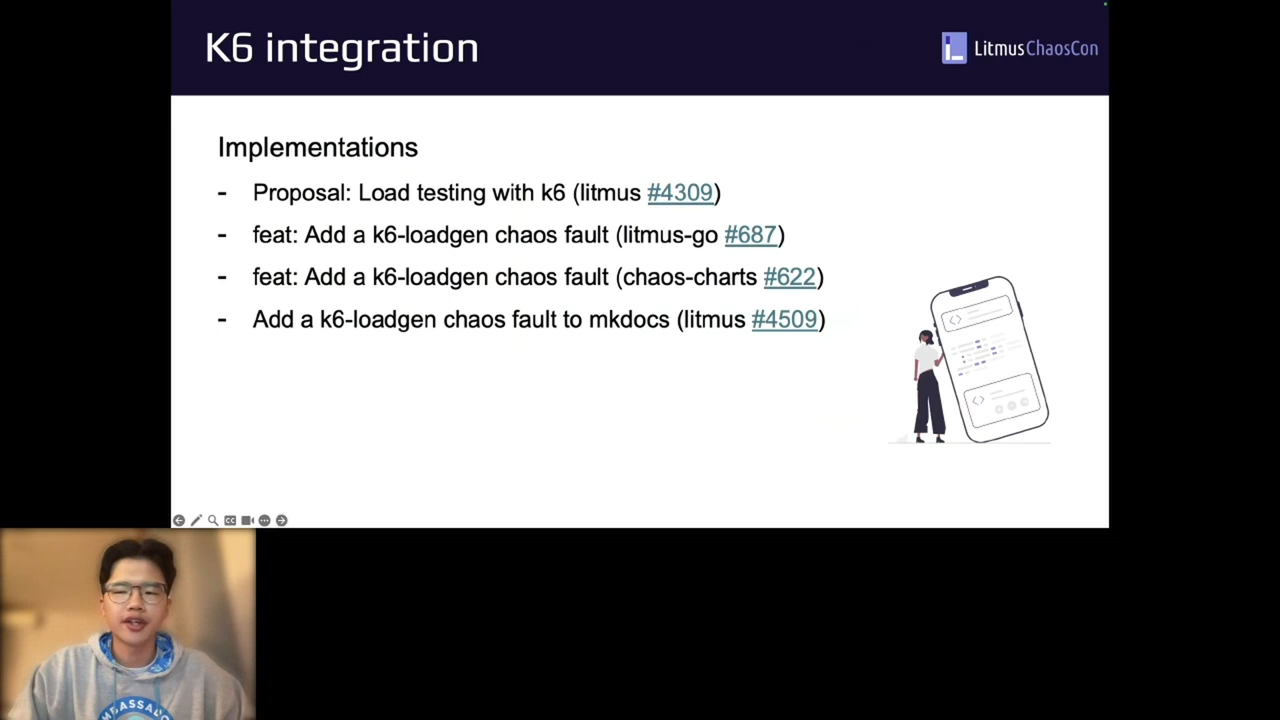 K6 integration
LitmusChaosCon
Implementations
- Proposal: Load testing with k6 (litmus #4309)
- feat: Add a k6-loadgen chaos fault (litmus-go #687)
- feat: Add a k6-loadgen chaos fault (chaos-charts #622)
- Add a k6-loadgen chaos fault to mkdocs (litmus #4509)
CC